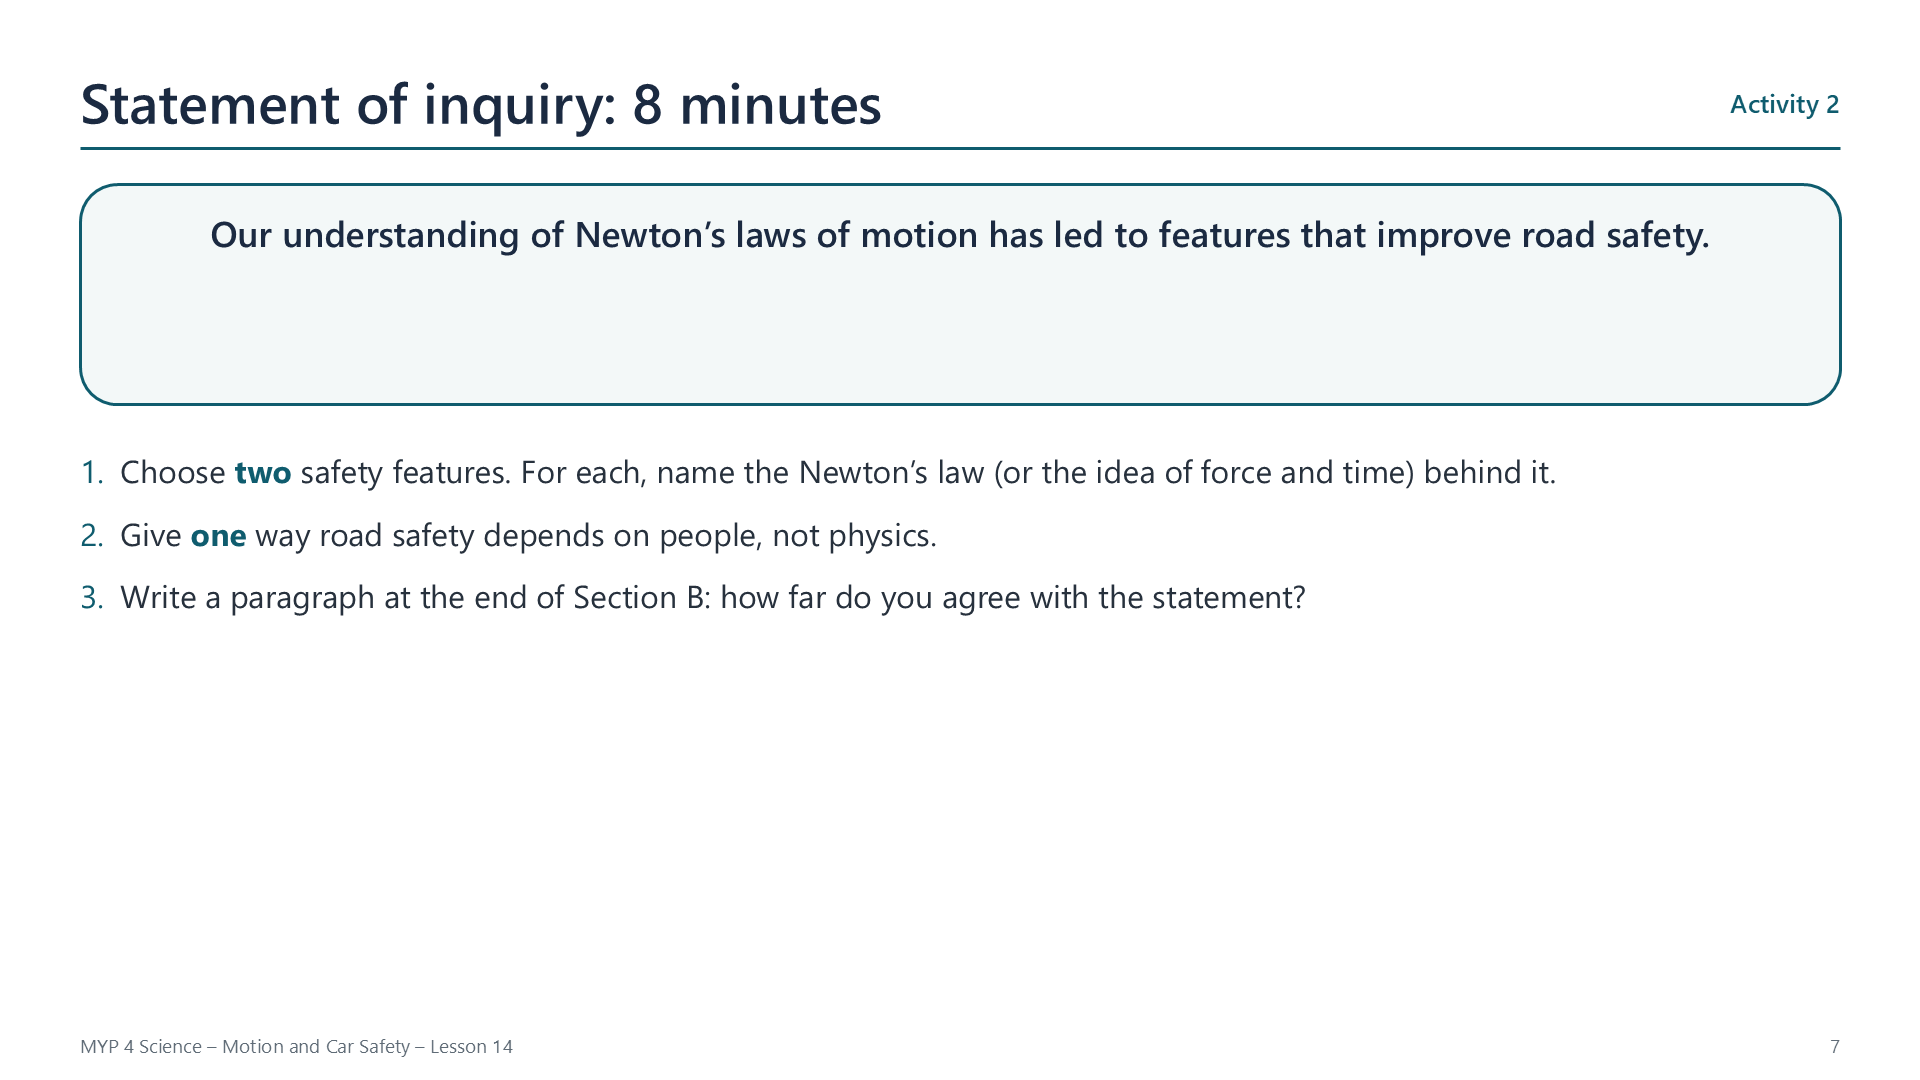 Statement of inquiry: 8 minutes
Activity 2
Our understanding of Newton’s laws of motion has led to features that improve road safety.
1. Choose two safety features. For each, name the Newton’s law (or the idea of force and time) behind it.
2. Give one way road safety depends on people, not physics.
3. Write a paragraph at the end of Section B: how far do you agree with the statement?
MYP 4 Science – Motion and Car Safety – Lesson 14
7